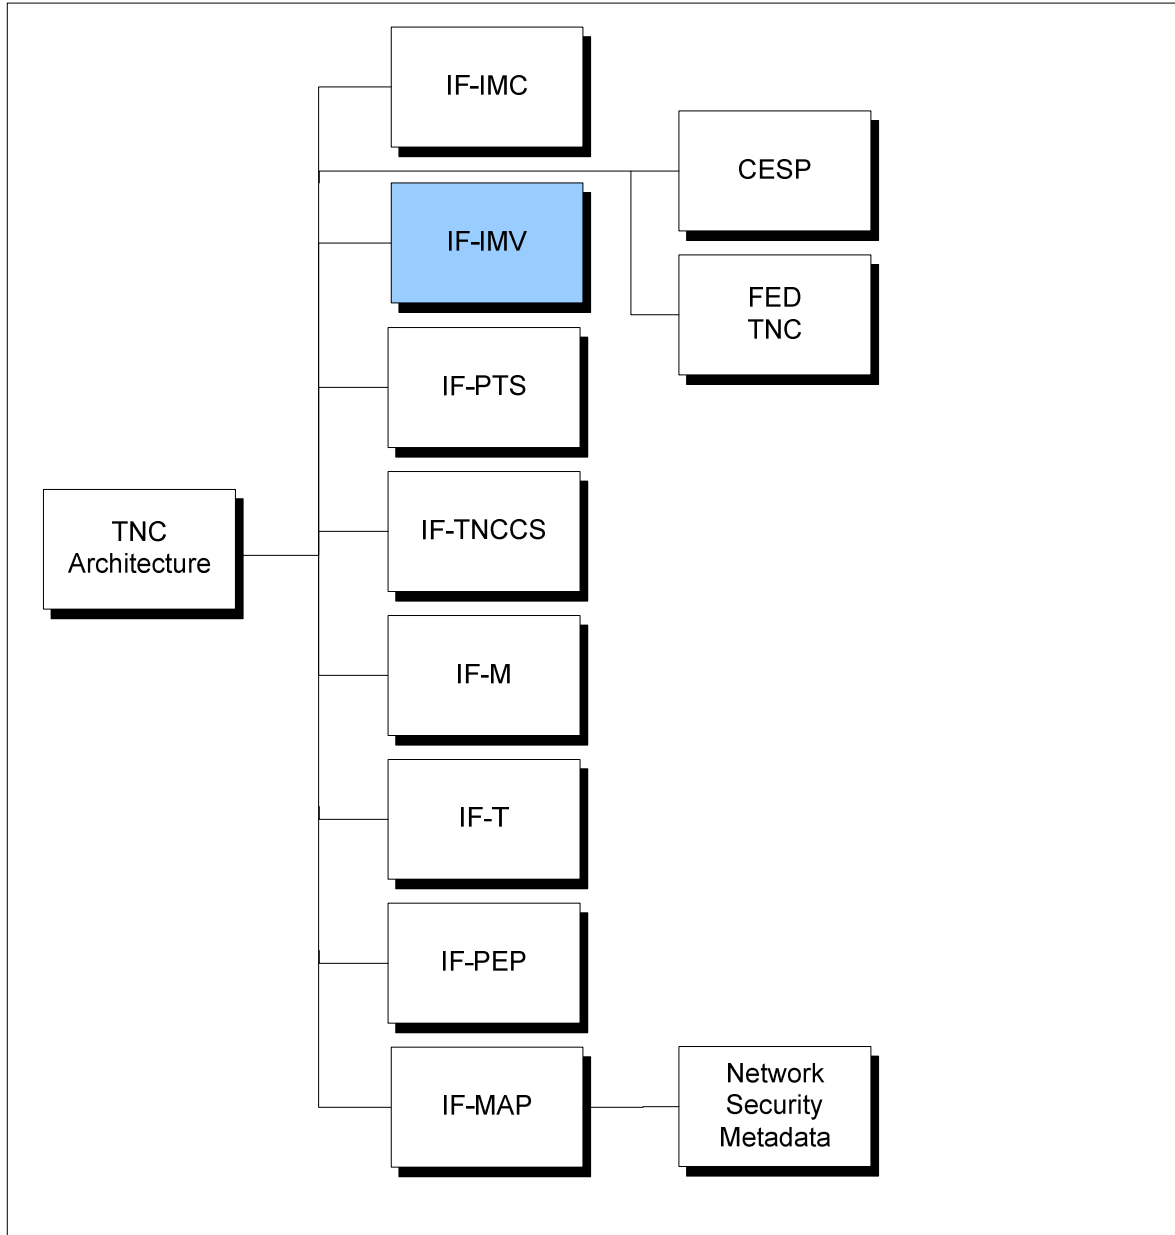 IF-IMC
CESP
IF-IMV
FED
TNC
IF-PTS
IF-TNCCS
TNC
Architecture
IF-M
IF-T
IF-PEP
IF-MAP
Network
Security
Metadata